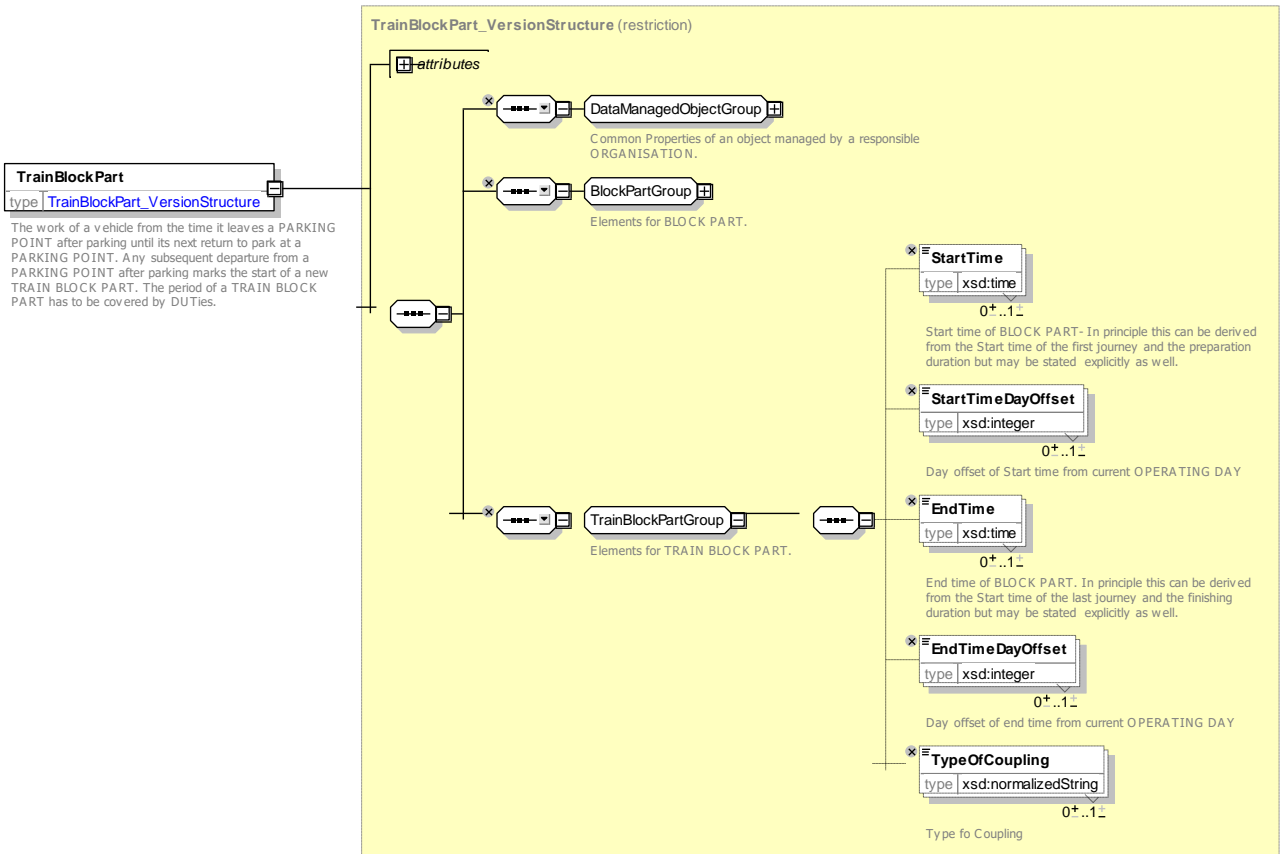 TrainBlockPart_VersionStructure (restriction)
attributes
DataManagedObjectGroup
Common Properties of an object managed by a responsible
ORGANISATION.
TrainBlockPart
type TrainBlockPart_VersionStructure
The work of a vehicle from the time it leaves a PARKING
POINT after parking until its next return to park at a
PARKING POINT. Any subsequent departure from a
PARKING POINT after parking marks the start of a new
TRAIN BLOCK PART. The period of a TRAIN BLOCK
PART has to be covered by DUTies.
BlockPartGroup
Elements for BLOCK PART.
StartTime
type xsd:time
0..1
Start time of BLOCK PART- In principle this can be derived
from the Start time of the first journey and the preparation
duration but may be stated explicitly as well.
StartTimeDayOffset
type xsd:integer
0..1
Day offset of Start time from current OPERATING DAY
TrainBlockPartGroup
Elements for TRAIN BLOCK PART.
EndTime
type xsd:time
0..1
End time of BLOCK PART. In principle this can be derived
from the Start time of the last journey and the finishing
duration but may be stated explicitly as well.
EndTimeDayOffset
type xsd:integer
0..1
Day offset of end time from current OPERATING DAY
TypeOfCoupling
type xsd:normalizedString
0..1
Type fo Coupling